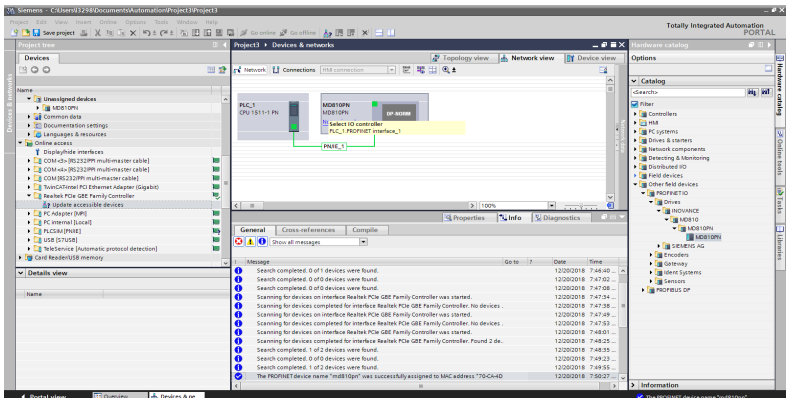 Siemens - C:\Users\I3298\Documents\Automation\Project3\Project3
Project Edit View Insert Online Options Tools Window Help
Save project
Go online
Go offline
Totally Integrated Automation
PORTAL
Project tree
Project3 › Devices & networks
Hardware catalog
Devices
Topology view
Network view
Device view
Options
Network
Connections
HMI connection
Name
Unassigned devices
MD810PN
Common data
Documentation settings
Languages & resources
Online access
Display/hide interfaces
COM <3> [RS232/PPI multi-master cable]
COM <4> [RS232/PPI multi-master cable]
COM [RS232/PPI multi-master cable]
TwinCAT-Intel PCI Ethernet Adapter (Gigabit)
Realtek PCIe GBE Family Controller
Update accessible devices
PC Adapter [MPI]
PC internal [Local]
PLCSIM [PN/IE]
USB [S7USB]
TeleService [Automatic protocol detection]
Card Reader/USB memory
Details view
Name
PLC_1
CPU 1511-1 PN
MD810PN
MD810PN
DP-NORM
Select IO controller
PLC_1.PROFINET interface_1
PN/IE_1
100%
Properties
Info
Diagnostics
General
Cross-references
Compile
Show all messages
! Message Go to ? Date Time
Search completed. 0 of 1 devices were found. 12/20/2018 7:46:40 ...
Search completed. 0 of 0 devices were found. 12/20/2018 7:47:02 ...
Search completed. 0 of 0 devices were found. 12/20/2018 7:47:08 ...
Scanning for devices on interface Realtek PCIe GBE Family Controller was started. 12/20/2018 7:47:34 ...
Scanning for devices completed for interface Realtek PCIe GBE Family Controller. No devices . 12/20/2018 7:47:38 ...
Scanning for devices on interface Realtek PCIe GBE Family Controller was started. 12/20/2018 7:47:49 ...
Scanning for devices completed for interface Realtek PCIe GBE Family Controller. No devices . 12/20/2018 7:47:53 ...
Scanning for devices on interface Realtek PCIe GBE Family Controller was started. 12/20/2018 7:48:01 ...
Scanning for devices completed for interface Realtek PCIe GBE Family Controller. Found 2 de.. 12/20/2018 7:48:25 ...
Search completed. 1 of 2 devices were found. 12/20/2018 7:48:35 ...
Search completed. 0 of 0 devices were found. 12/20/2018 7:49:23 ...
Search completed. 1 of 2 devices were found. 12/20/2018 7:49:55 ...
The PROFINET device name "md810pn" was successfully assigned to MAC address "70-CA-4D 12/20/2018 7:50:27 ...
Catalog
<Search>
Filter
Controllers
HMI
PC systems
Drives & starters
Network components
Detecting & Monitoring
Distributed I/O
Field devices
Other field devices
PROFINET IO
Drives
INOVANCE
MD810
MD810PN
MD810PN
SIEMENS AG
Encoders
Gateway
Ident Systems
Sensors
PROFIBUS DP
Information
Devices & networks
Hardware catalog
Online tools
Tasks
Libraries
Portal view
Overview
Devices & ne...
The PROFINET device name "md810pn"